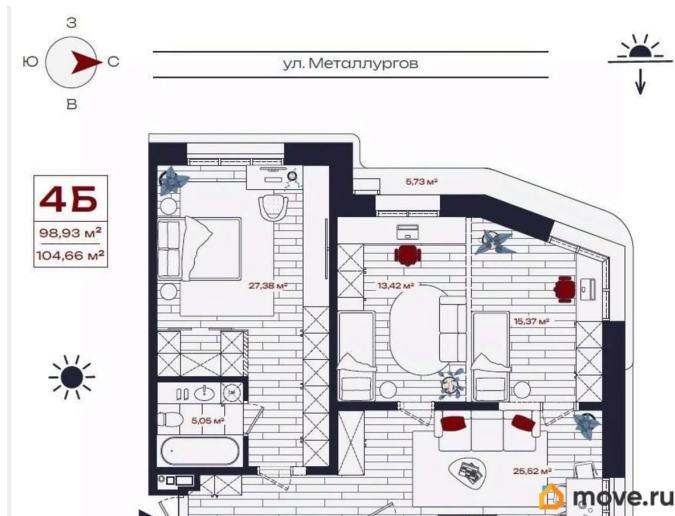 З
Ю С
В
ул. Металлургов
4Б
98,93 м²
104,66 м²
5,73 м²
27,38 м²
13,42 м²
15,37 м²
5,05 м²
25,52 м²
move.ru